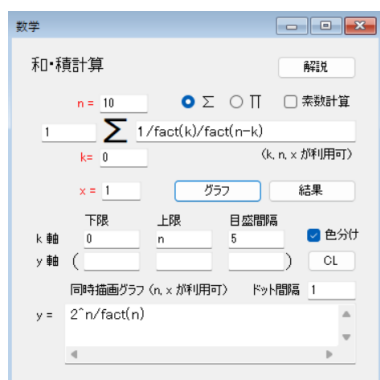 数学
和・積計算 解説
n = 10 Σ Π 素数計算
1 Σ 1/fact(k)/fact(n-k)
k= 0 (k, n, x が利用可)
x = 1 グラフ 結果
下限 上限 目盛間隔
k 軸 0 n 5 色分け
y 軸 ( ) CL
同時描画グラフ (n, x が利用可) ドット間隔 1
y = 2^n/fact(n)